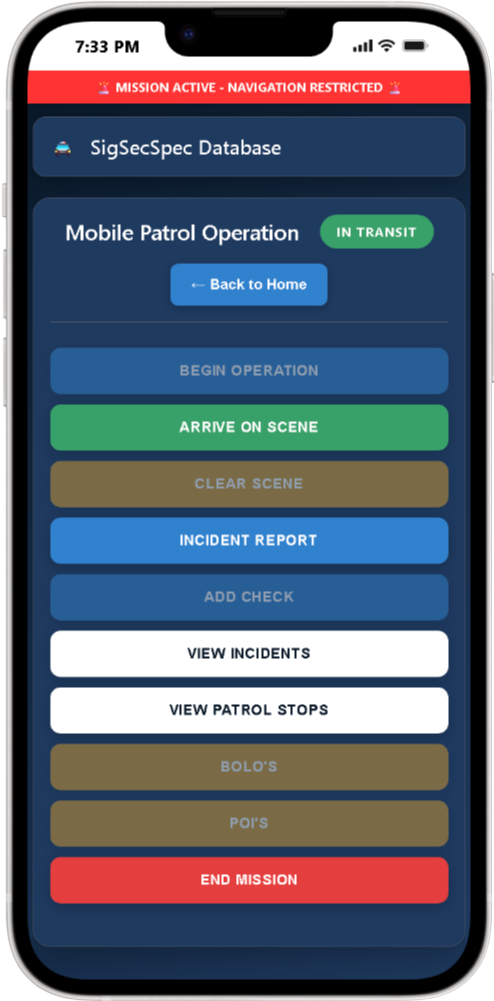 7:33 PM
MISSION ACTIVE - NAVIGATION RESTRICTED
SigSecSpec Database
Mobile Patrol Operation
IN TRANSIT
← Back to Home
BEGIN OPERATION
ARRIVE ON SCENE
CLEAR SCENE
INCIDENT REPORT
ADD CHECK
VIEW INCIDENTS
VIEW PATROL STOPS
BOLO'S
POI'S
END MISSION